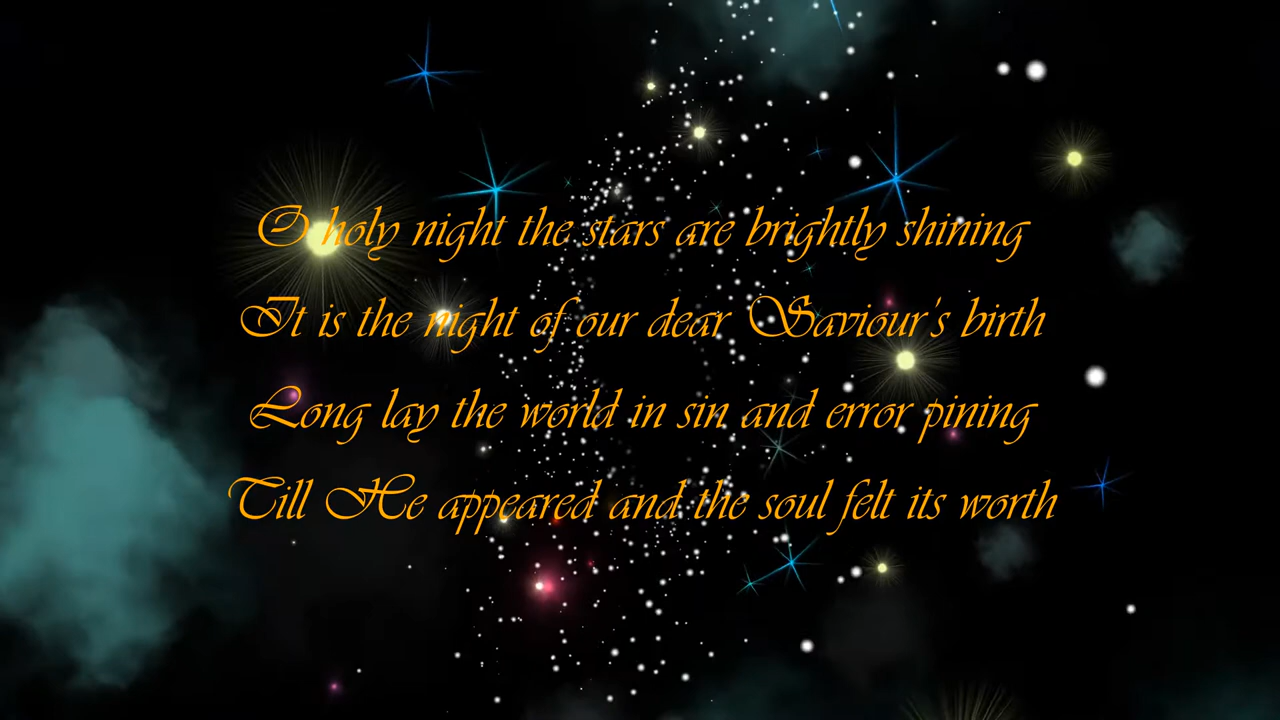 O holy night the stars are brightly shining
It is the night of our dear Saviour's birth
Long lay the world in sin and error pining
Till He appeared and the soul felt its worth